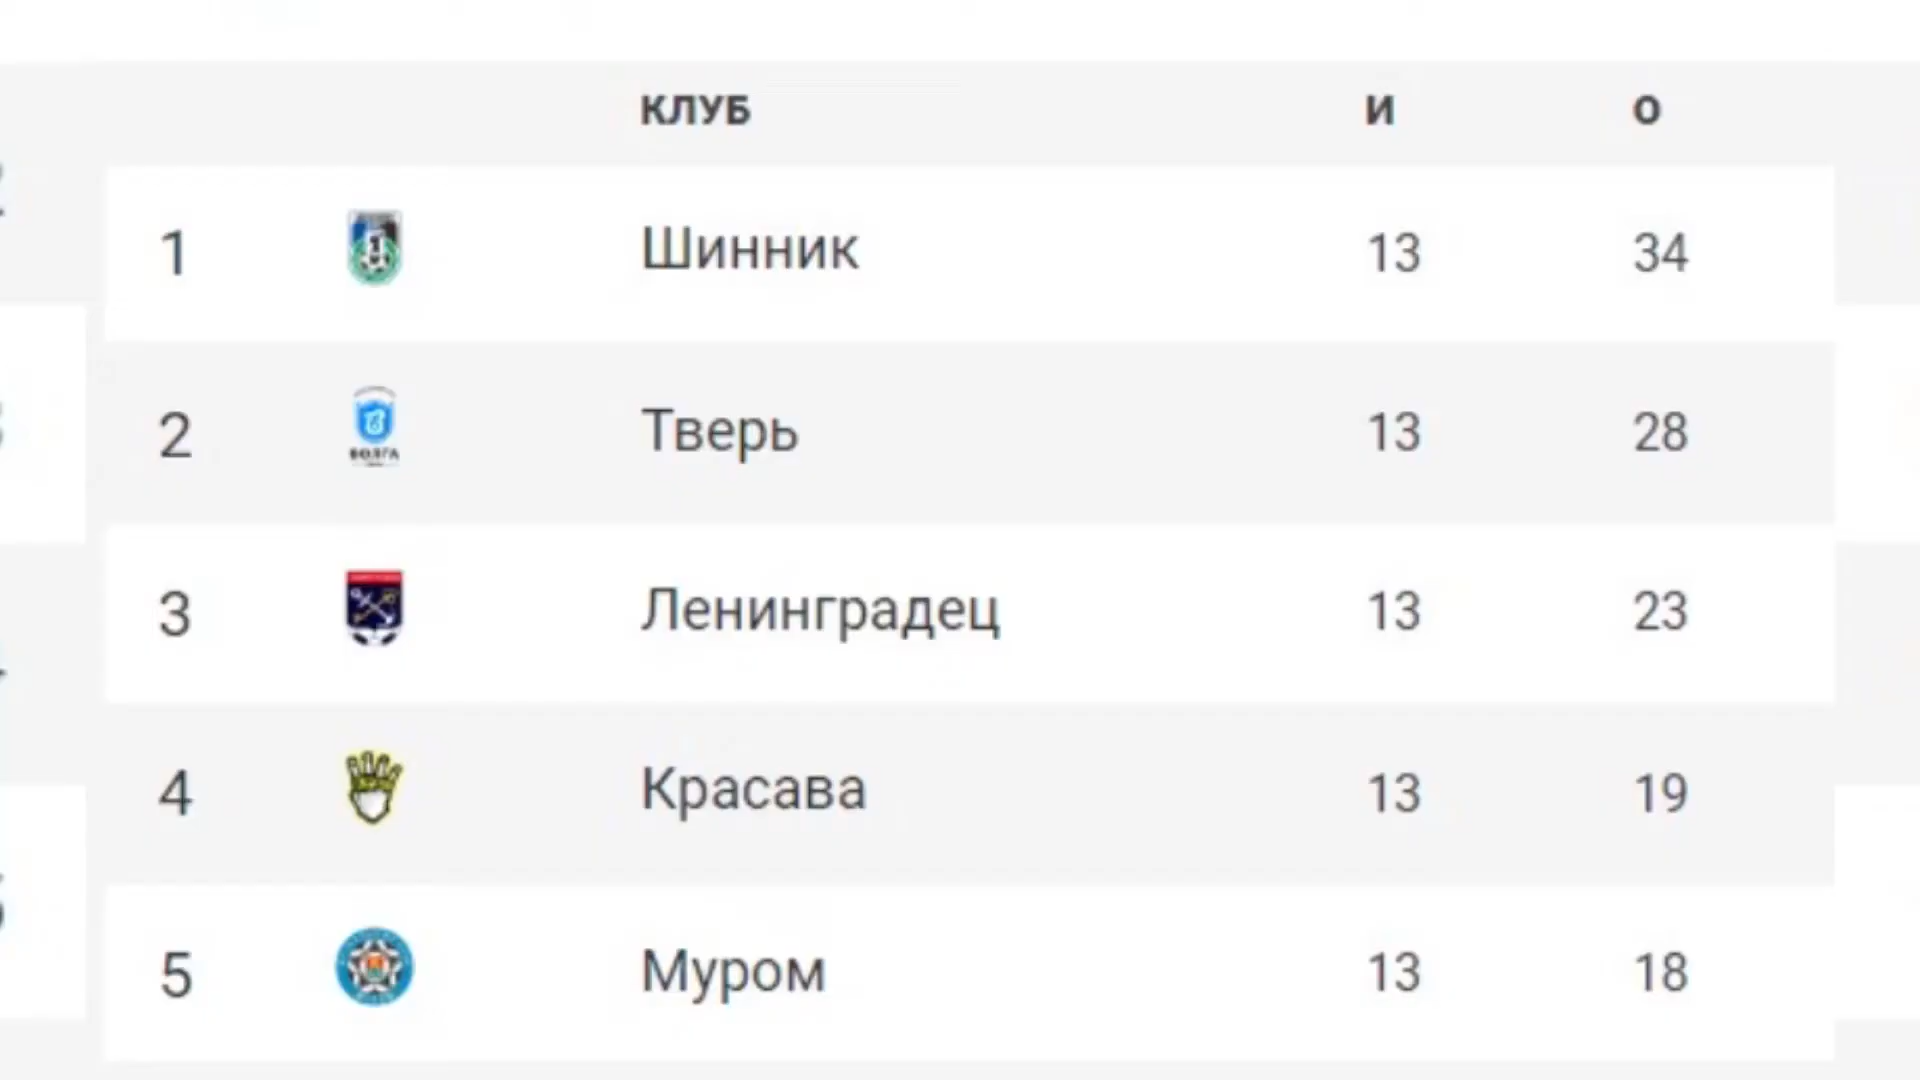 КЛУБ И О
1 Шинник 13 34
2 ВОЛГА Тверь 13 28
3 Ленинградец 13 23
4 Красава 13 19
5 Муром 13 18